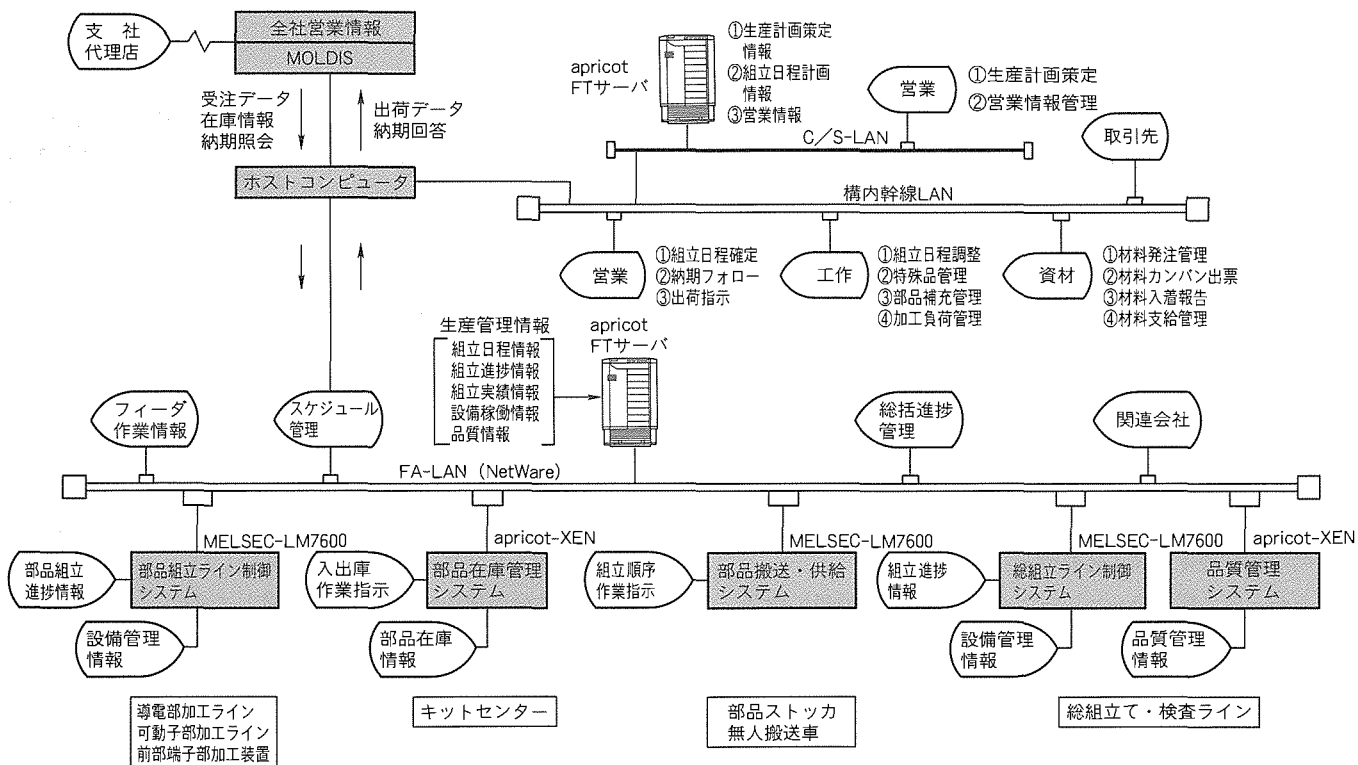 支社
代理店
全社営業情報
MOLDIS
受注データ
在庫情報
納期照会
出荷データ
納期回答
ホストコンピュータ
apricot
FTサーバ
①生産計画策定
情報
②組立日程計画
情報
③営業情報
営業
①生産計画策定
②営業情報管理
C/S-LAN
取引先
構内幹線LAN
営業
①組立日程確定
②納期フォロー
③出荷指示
工作
①組立日程調整
②特殊品管理
③部品補充管理
④加工負荷管理
資材
①材料発注管理
②材料カンバン出票
③材料入着報告
④材料支給管理
生産管理情報
組立日程情報
組立進捗情報
組立実績情報
設備稼働情報
品質情報
apricot
FTサーバ
フィーダ
作業情報
スケジュール
管理
総括進捗
管理
関連会社
FA-LAN (NetWare)
MELSEC-LM7600
部品組立
進捗情報
部品組立ライン制御
システム
設備管理
情報
apricot-XEN
入出庫
作業指示
部品在庫管理
システム
部品在庫
情報
MELSEC-LM7600
組立順序
作業指示
部品搬送・供給
システム
MELSEC-LM7600
組立進捗
情報
総組立ライン制御
システム
設備管理
情報
apricot-XEN
品質管理
システム
品質管理
情報
導電部加工ライン
可動子部加工ライン
前部端子部加工装置
キットセンター
部品ストッカ
無人搬送車
総組立て・検査ライン